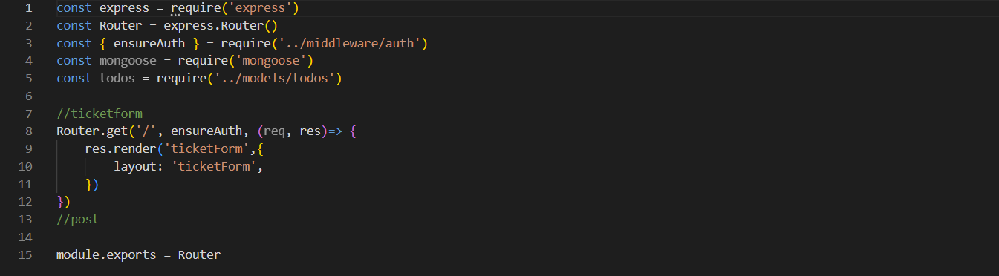 1 const express = require('express')
2 const Router = express.Router()
3 const { ensureAuth } = require('../middleware/auth')
4 const mongoose = require('mongoose')
5 const todos = require('../models/todos')
6
7 //ticketform
8 Router.get('/', ensureAuth, (req, res)=> {
9     res.render('ticketForm',{
10         layout: 'ticketForm',
11     })
12 })
13 //post
14
15 module.exports = Router